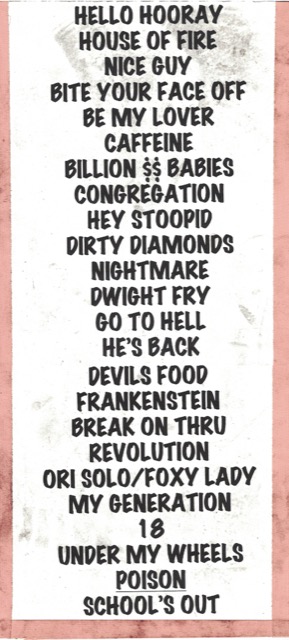 HELLO HOORAY
HOUSE OF FIRE
NICE GUY
BITE YOUR FACE OFF
BE MY LOVER
CAFFEINE
BILLION $$ BABIES
CONGREGATION
HEY STOOPID
DIRTY DIAMONDS
NIGHTMARE
DWIGHT FRY
GO TO HELL
HE'S BACK
DEVILS FOOD
FRANKENSTEIN
BREAK ON THRU
REVOLUTION
ORI SOLO/FOXY LADY
MY GENERATION
18
UNDER MY WHEELS
POISON
SCHOOL'S OUT